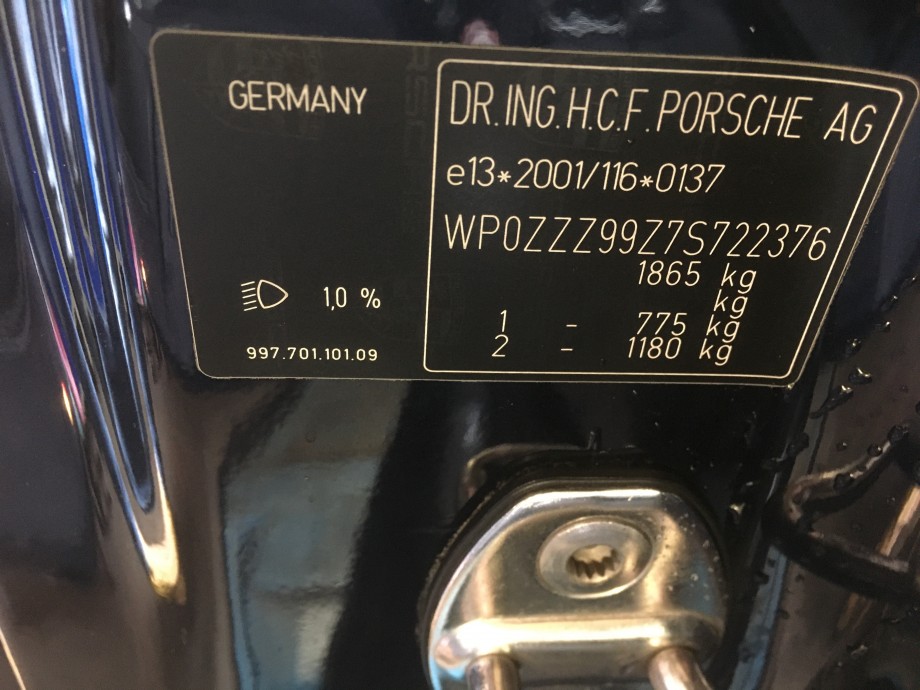 GERMANY
1,0 %
997.701.101.09
DR.ING.H.C.F.PORSCHE AG
e13*2001/116*0137
WP0ZZZ99Z7S722376
1865 kg
kg
1 - 775 kg
2 - 1180 kg